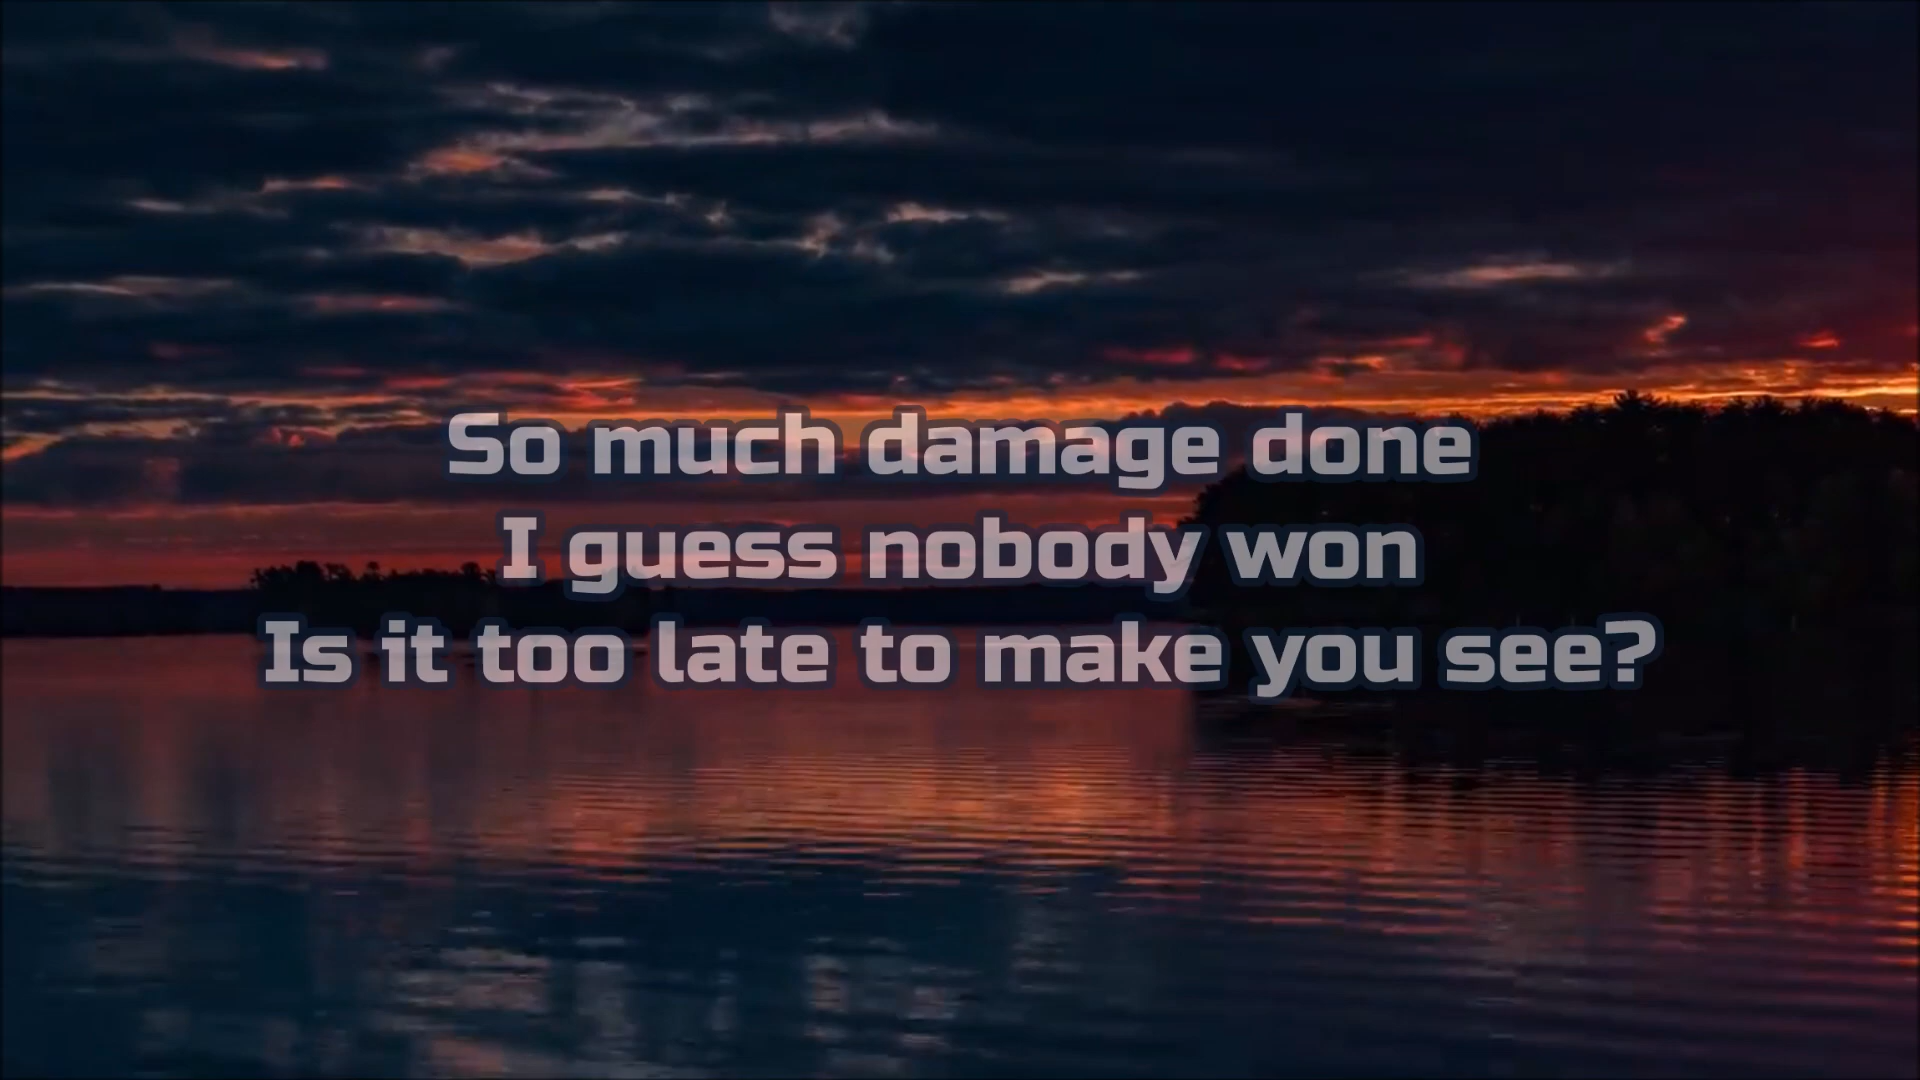 So much damage done
I guess nobody won
Is it too late to make you see?